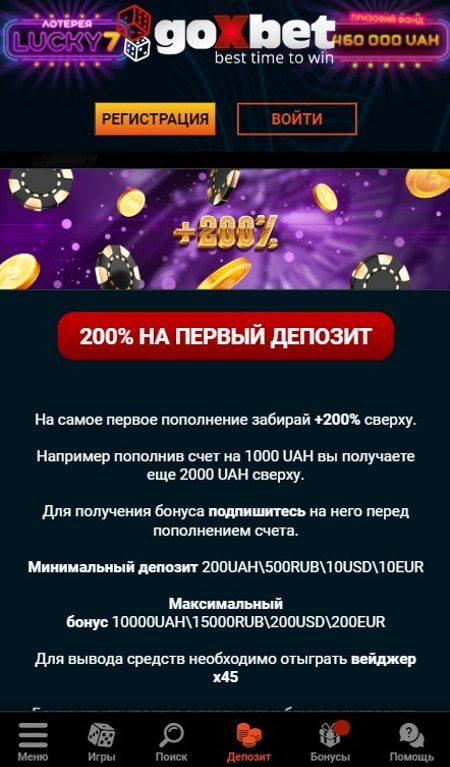 ЛОТЕРЕЯ
LUCKY 7
goXbet
best time to win
ПРИЗОВИЙ ФОНД
460 000 UAH
РЕГИСТРАЦИЯ
ВОЙТИ
+200%
200% НА ПЕРВЫЙ ДЕПОЗИТ
На самое первое пополнение забирай +200% сверху.
Например пополнив счет на 1000 UAH вы получаете
еще 2000 UAH сверху.
Для получения бонуса подпишитесь на него перед
пополнением счета.
Минимальный депозит 200UAH\500RUB\10USD\10EUR
Максимальный
бонус 10000UAH\15000RUB\200USD\200EUR
Для вывода средств необходимо отыграть вейджер
x45
Меню
Игры
Поиск
Депозит
Бонусы
Помощь